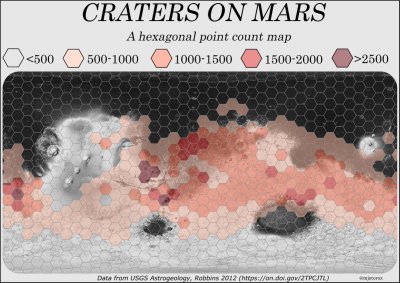 CRATERS ON MARS
A hexagonal point count map
<500 500-1000 1000-1500 1500-2000 >2500
Data from USGS Astrogeology, Robbins 2012 (https://on.doi.gov/2TPCJTL)